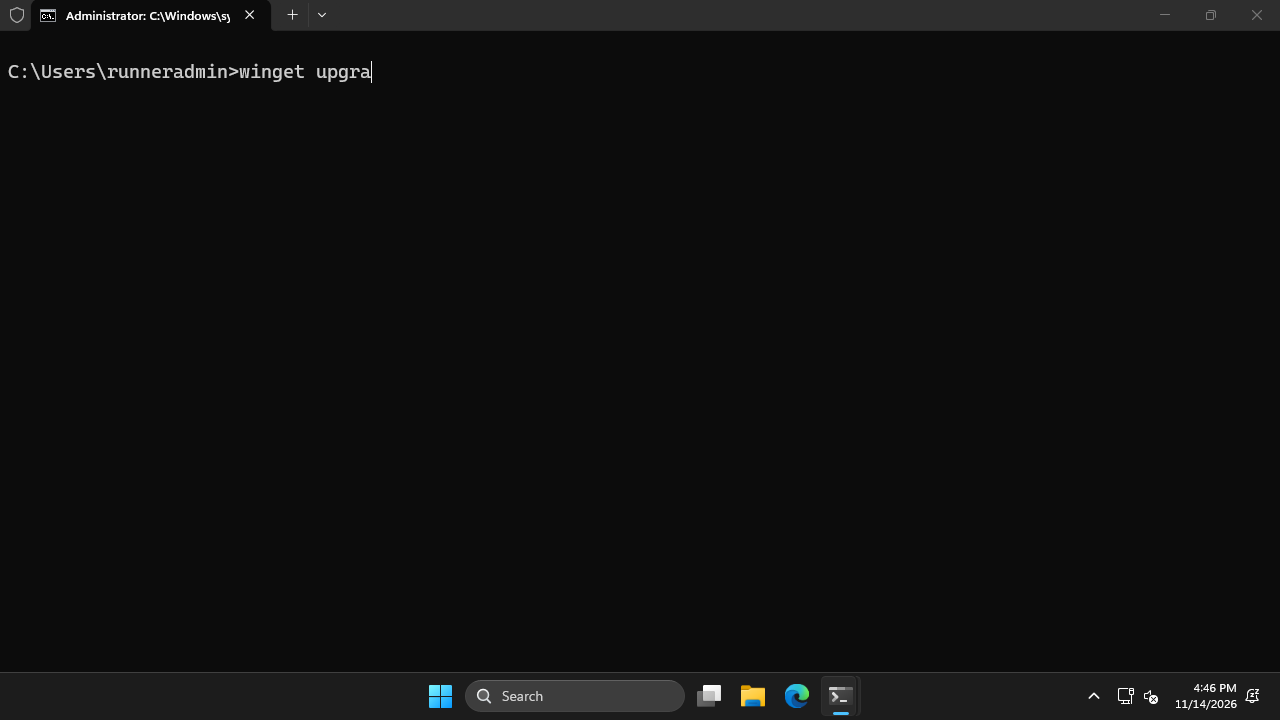 Administrator: C:\Windows\sy
C:\Users\runneradmin>winget upgra
Search
4:46 PM
11/14/2026